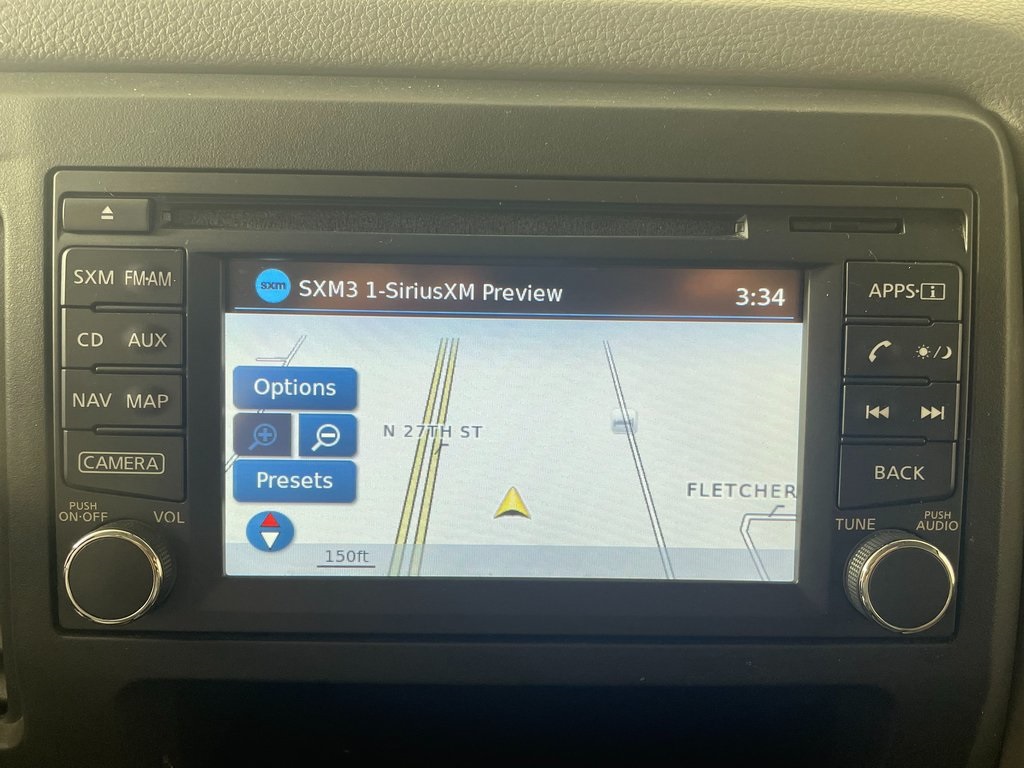 SXM FM·AM
CD AUX
NAV MAP
CAMERA
PUSH
ON·OFF VOL
sxm SXM3 1-SiriusXM Preview 3:34
Options
Presets
N 27TH ST
FLETCHER
150ft
APPS·i
BACK
TUNE PUSH
AUDIO